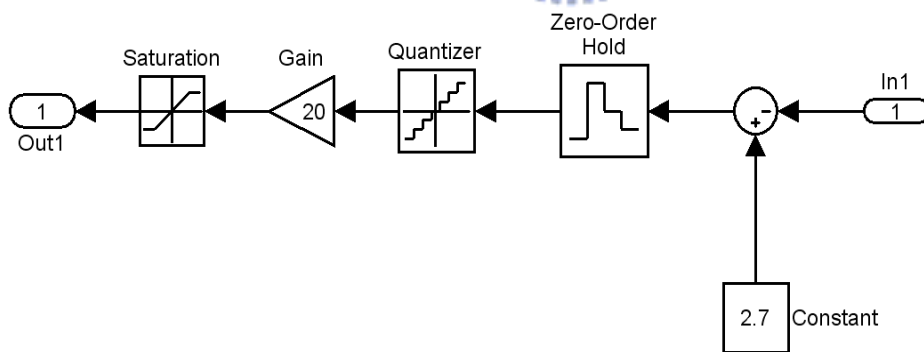 Zero-Order
Hold
Quantizer
Gain
Saturation
In1
1
20
1
Out1
2.7
Constant